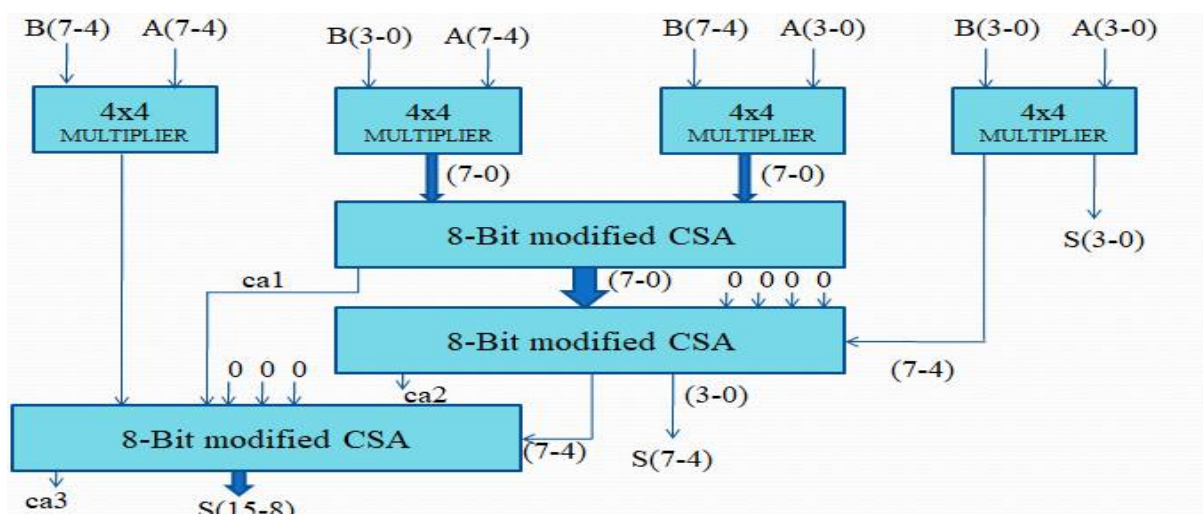 B(7-4) A(7-4) B(3-0) A(7-4) B(7-4) A(3-0) B(3-0) A(3-0)
4x4 4x4 4x4 4x4
MULTIPLIER MULTIPLIER MULTIPLIER MULTIPLIER
(7-0) (7-0)
8-Bit modified CSA
S(3-0)
ca1 (7-0) 0 0 0 0
8-Bit modified CSA
0 0 0 (7-4)
ca2 (3-0)
8-Bit modified CSA (7-4) S(7-4)
ca3 S(15-8)